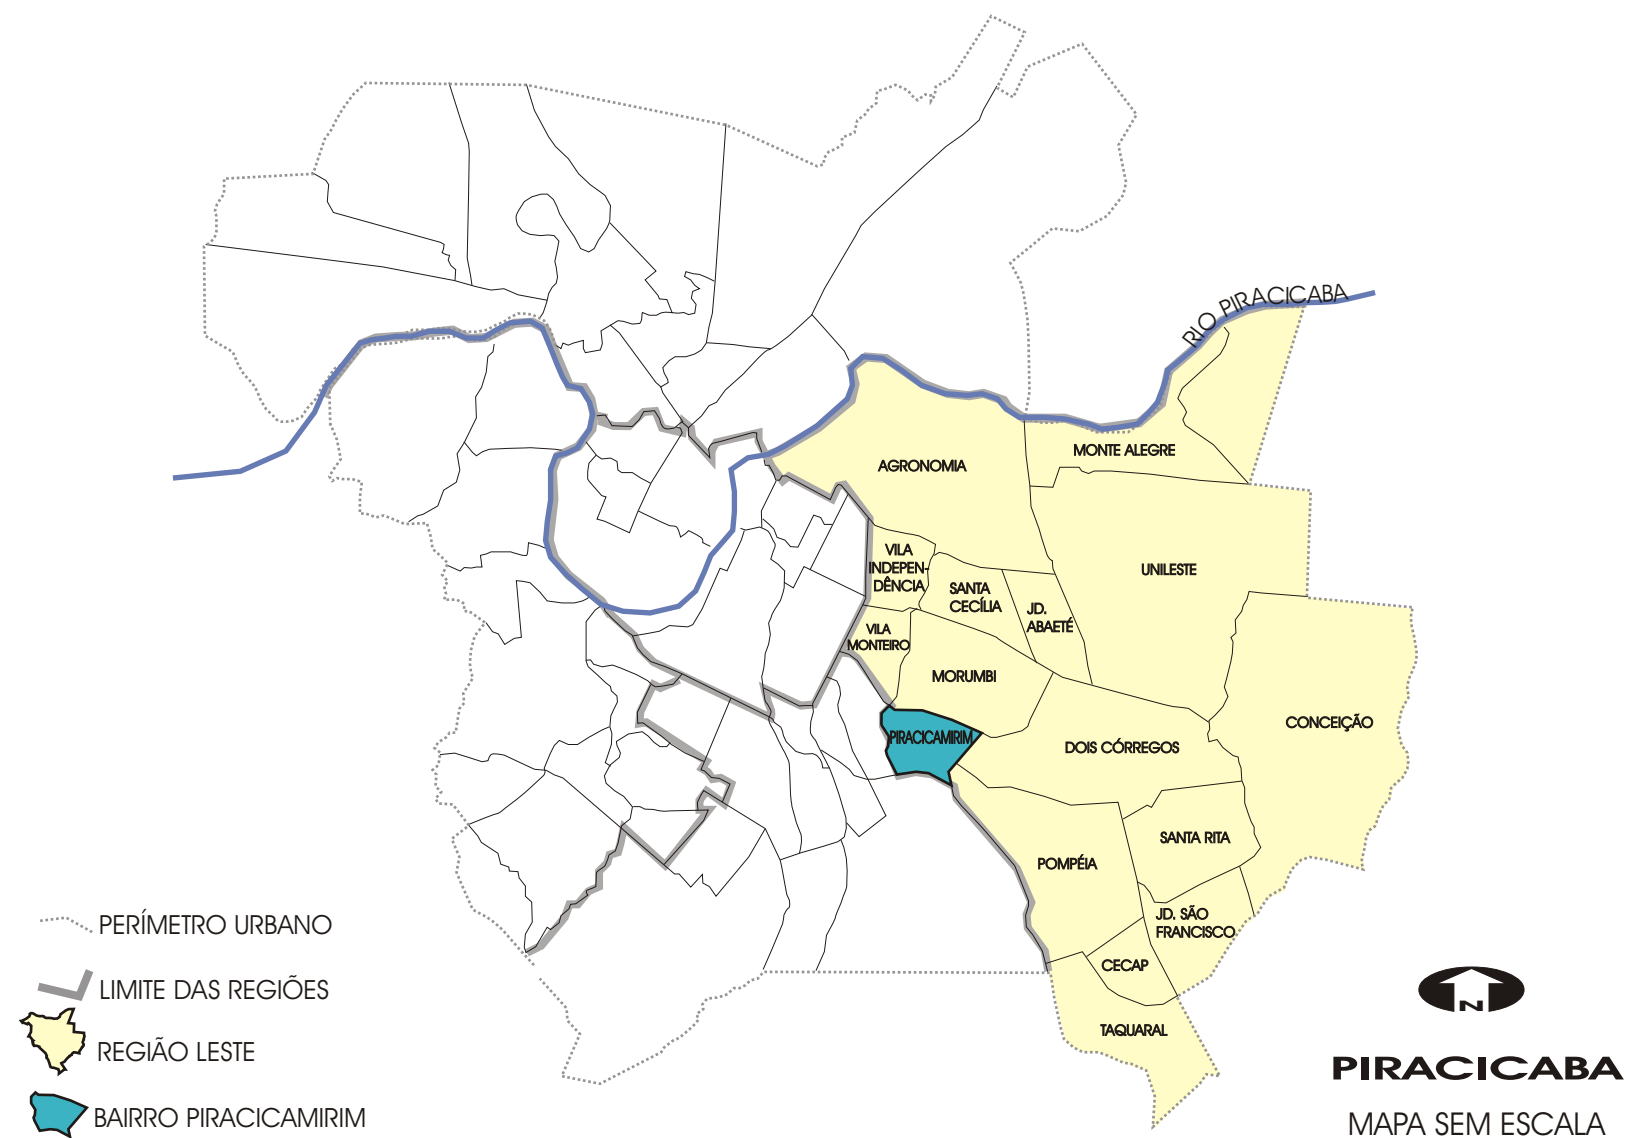 RIO PIRACICABA
MONTE ALEGRE
AGRONOMIA
VILA
INDEPEN-
DÊNCIA
UNILESTE
SANTA
CECÍLIA
JD.
ABAETÉ
VILA
MONTEIRO
MORUMBI
CONCEIÇÃO
PIRACICAMIRIM
DOIS CÓRREGOS
SANTA RITA
POMPÉIA
JD. SÃO
FRANCISCO
CECAP
TAQUARAL
PERÍMETRO URBANO
LIMITE DAS REGIÕES
REGIÃO LESTE
BAIRRO PIRACICAMIRIM
N
PIRACICABA
MAPA SEM ESCALA